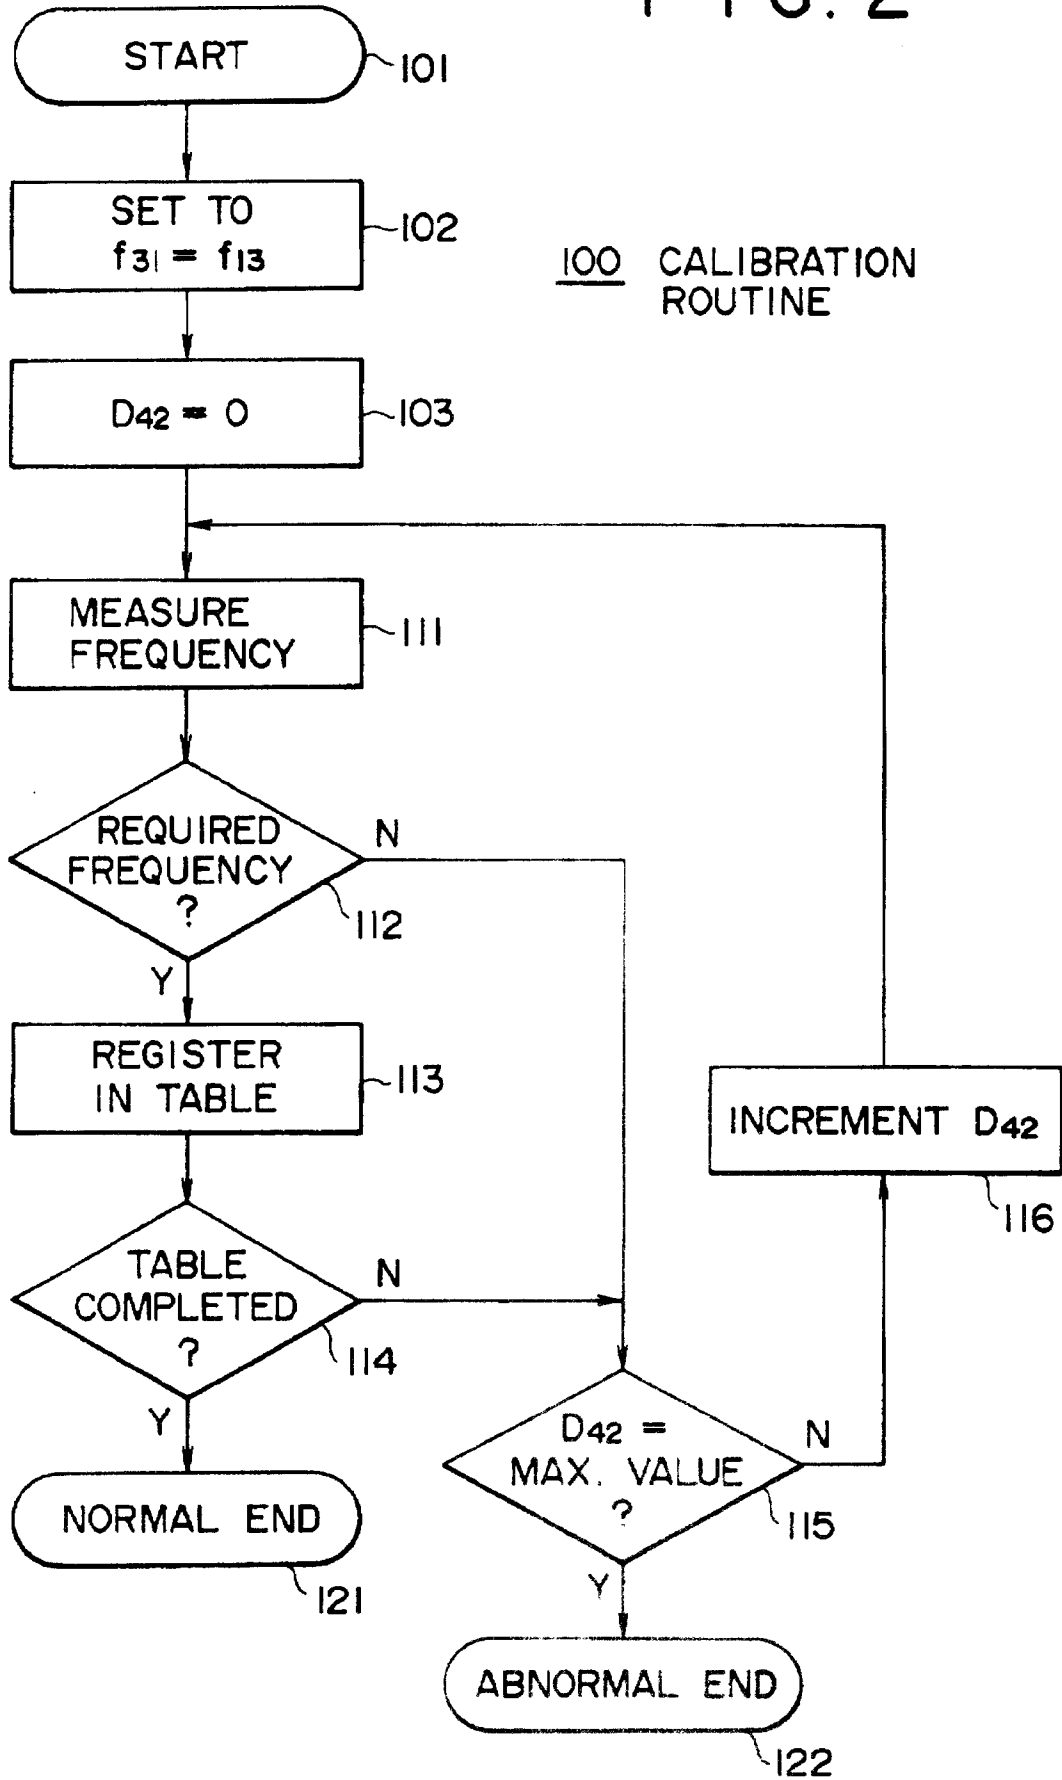 FIG. 2
START
101
SET TO
f31 = f13
102
100 CALIBRATION
ROUTINE
D42 = 0
103
MEASURE
FREQUENCY
111
REQUIRED
FREQUENCY
?
N
112
Y
REGISTER
IN TABLE
113
INCREMENT D42
116
TABLE
COMPLETED
?
N
114
Y
D42 =
MAX. VALUE
?
N
115
NORMAL END
121
Y
ABNORMAL END
122